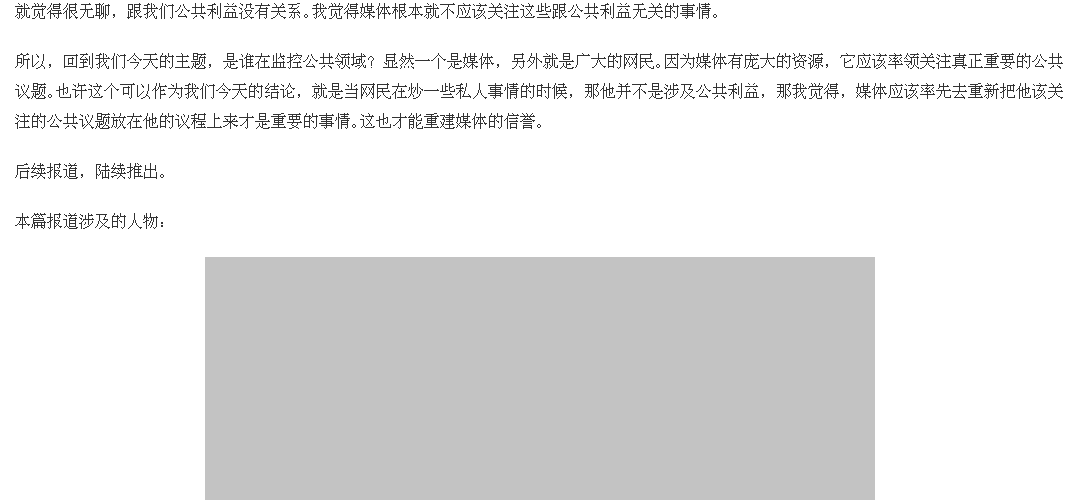 就觉得很无聊，跟我们公共利益没有关系。我觉得媒体根本就不应该关注这些跟公共利益无关的事情。
所以，回到我们今天的主题，是谁在监控公共领域？显然一个是媒体，另外就是广大的网民。因为媒体有庞大的资源，它应该率领关注真正重要的公共
议题。也许这个可以作为我们今天的结论，就是当网民在炒一些私人事情的时候，那他并不是涉及公共利益，那我觉得，媒体应该率先去重新把他该关
注的公共议题放在他的议程上来才是重要的事情。这也才能重建媒体的信誉。
后续报道，陆续推出。
本篇报道涉及的人物：